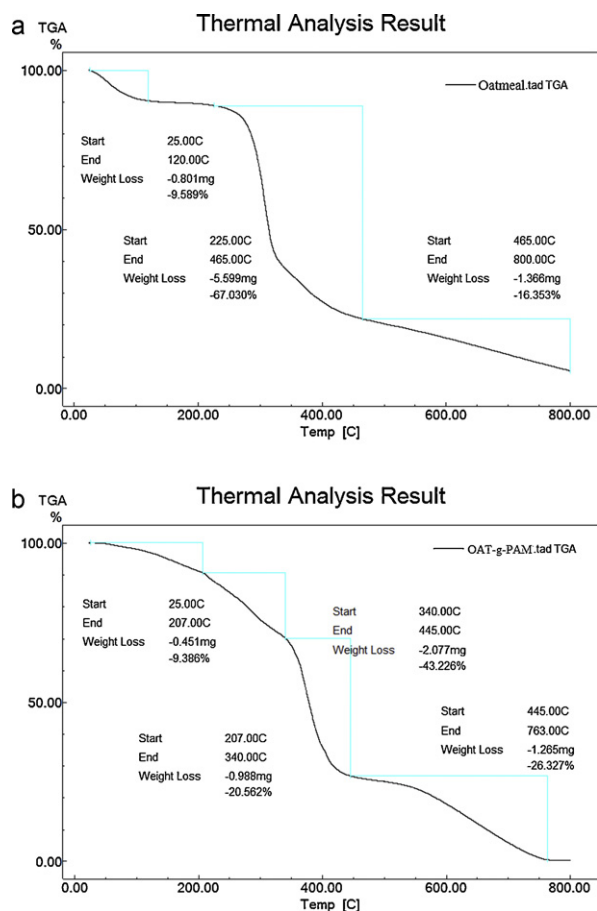 a
Thermal Analysis Result
TGA
%
100.00
50.00
0.00
Oatmeal.tad TGA
Start 25.00C
End 120.00C
Weight Loss -0.801mg
-9.589%
Start 225.00C
End 465.00C
Weight Loss -5.599mg
-67.030%
Start 465.00C
End 800.00C
Weight Loss -1.366mg
-16.353%
0.00 200.00 400.00 600.00 800.00
Temp [C]
b
Thermal Analysis Result
TGA
%
100.00
50.00
0.00
OAT-g-PAM.tad TGA
Start 25.00C
End 207.00C
Weight Loss -0.451mg
-9.386%
Start 340.00C
End 445.00C
Weight Loss -2.077mg
-43.226%
Start 207.00C
End 340.00C
Weight Loss -0.988mg
-20.562%
Start 445.00C
End 763.00C
Weight Loss -1.265mg
-26.327%
0.00 200.00 400.00 600.00 800.00
Temp [C]